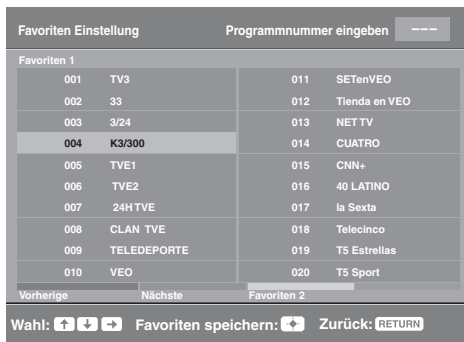 Favoriten Einstellung Programmnummer eingeben ---
Favoriten 1
001 TV3 011 SETenVEO
002 33 012 Tienda en VEO
003 3/24 013 NET TV
004 K3/300 014 CUATRO
005 TVE1 015 CNN+
006 TVE2 016 40 LATINO
007 24H TVE 017 la Sexta
008 CLAN TVE 018 Telecinco
009 TELEDEPORTE 019 T5 Estrellas
010 VEO 020 T5 Sport
Vorherige Nächste Favoriten 2
Wahl: Favoriten speichern: Zurück: RETURN